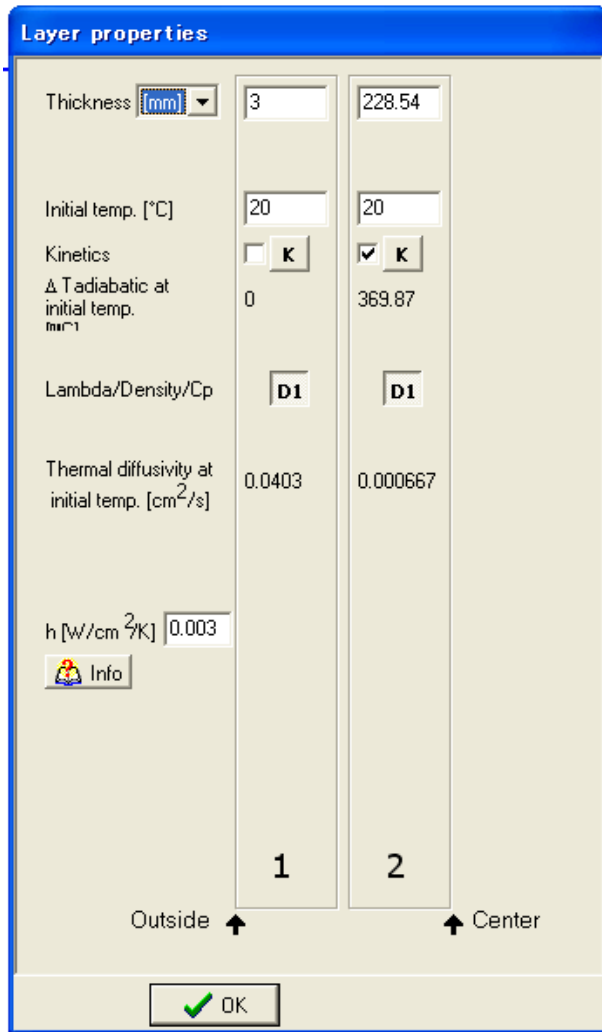 Layer properties
Thickness [mm] 3 228.54
Initial temp. [°C] 20 20
Kinetics K K
Δ Tadiabatic at
initial temp. 0 369.87
Lambda/Density/Cp D1 D1
Thermal diffusivity at
initial temp. [cm2/s] 0.0403 0.000667
h [W/cm 2/K] 0.003
Info
1 2
Outside Center
OK